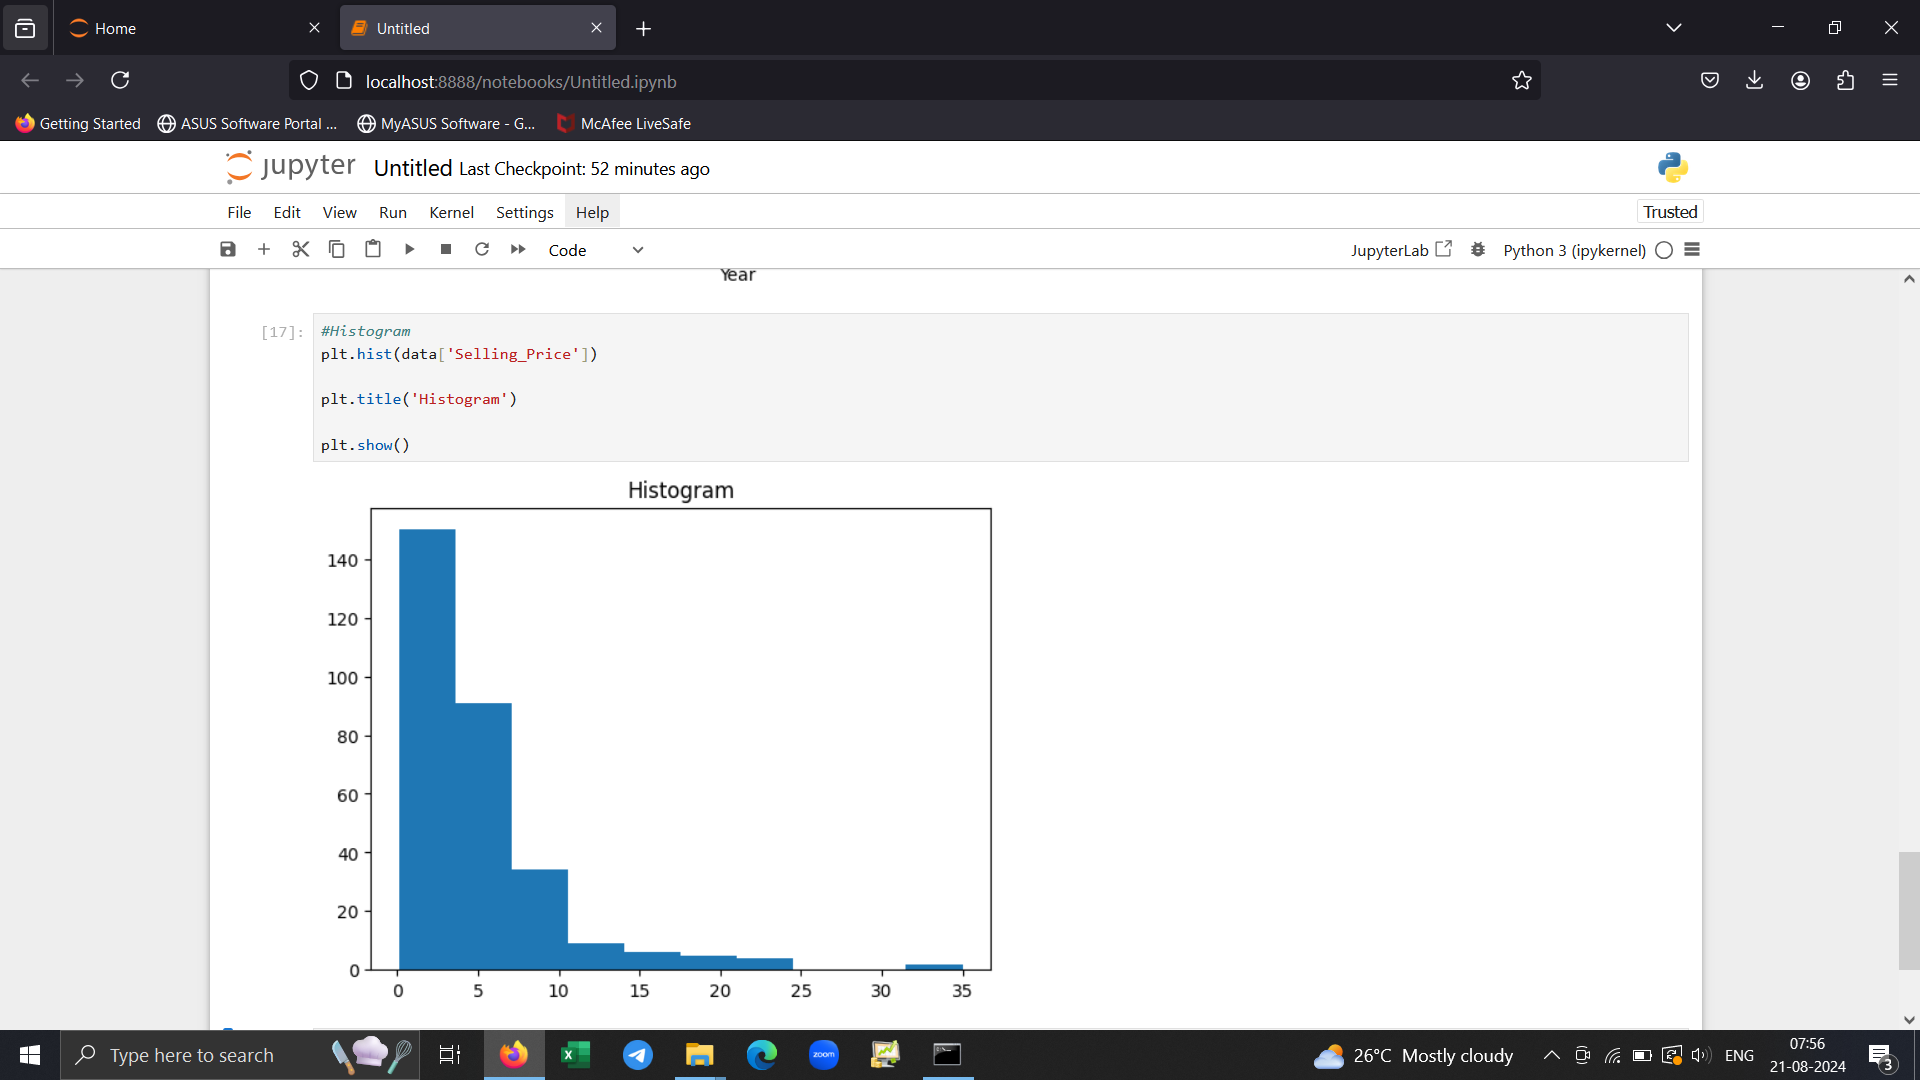 Home
Untitled
localhost:8888/notebooks/Untitled.ipynb
Getting Started
ASUS Software Portal ...
MyASUS Software - G...
McAfee LiveSafe
jupyter Untitled Last Checkpoint: 52 minutes ago
File Edit View Run Kernel Settings Help
Trusted
Code
JupyterLab
Python 3 (ipykernel)
Year
[17]:
#Histogram
plt.hist(data['Selling_Price'])
plt.title('Histogram')
plt.show()
Histogram
140
120
100
80
60
40
20
0
0 5 10 15 20 25 30 35
Type here to search
zoom
26°C Mostly cloudy
ENG
07:56
21-08-2024
3